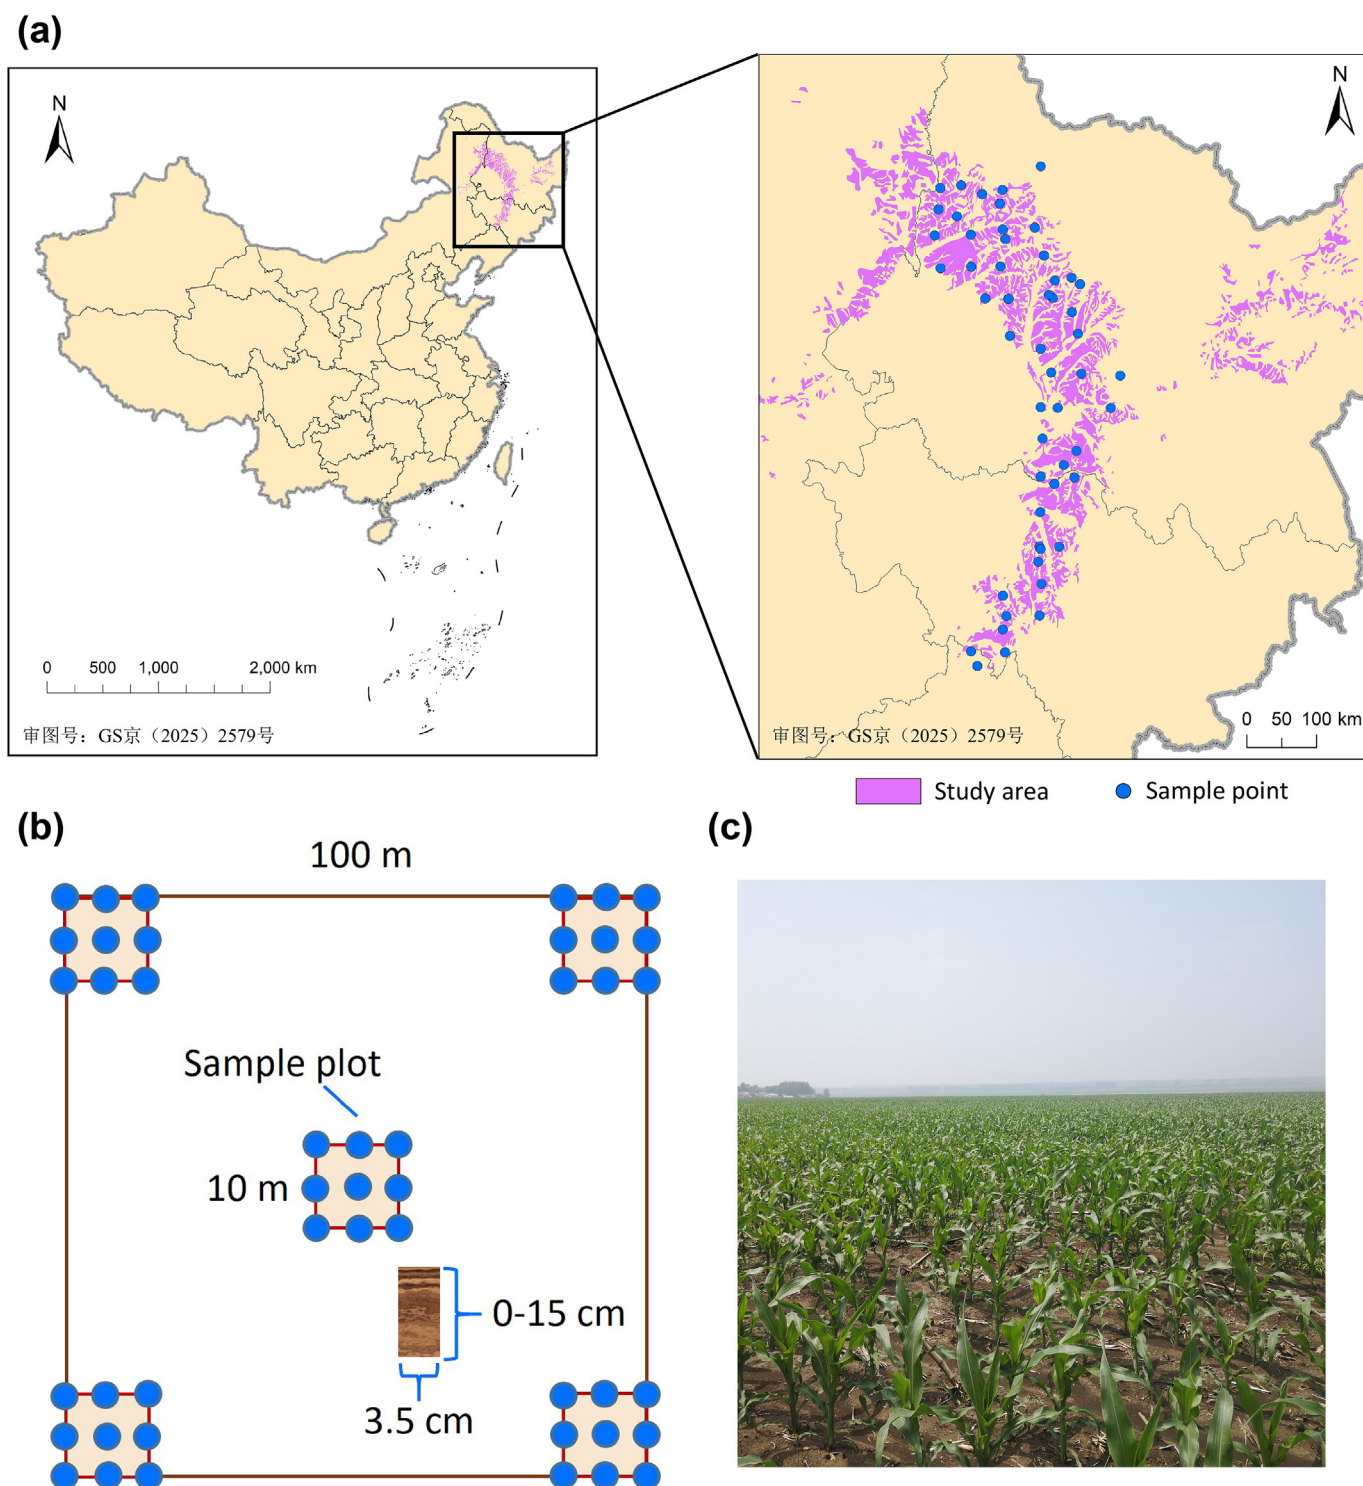 (a)
N
0 500 1,000 2,000 km
审图号：GS京（2025）2579号
N
0 50 100 km
审图号：GS京（2025）2579号
Study area
Sample point
(b)
100 m
Sample plot
10 m
0-15 cm
3.5 cm
(c)